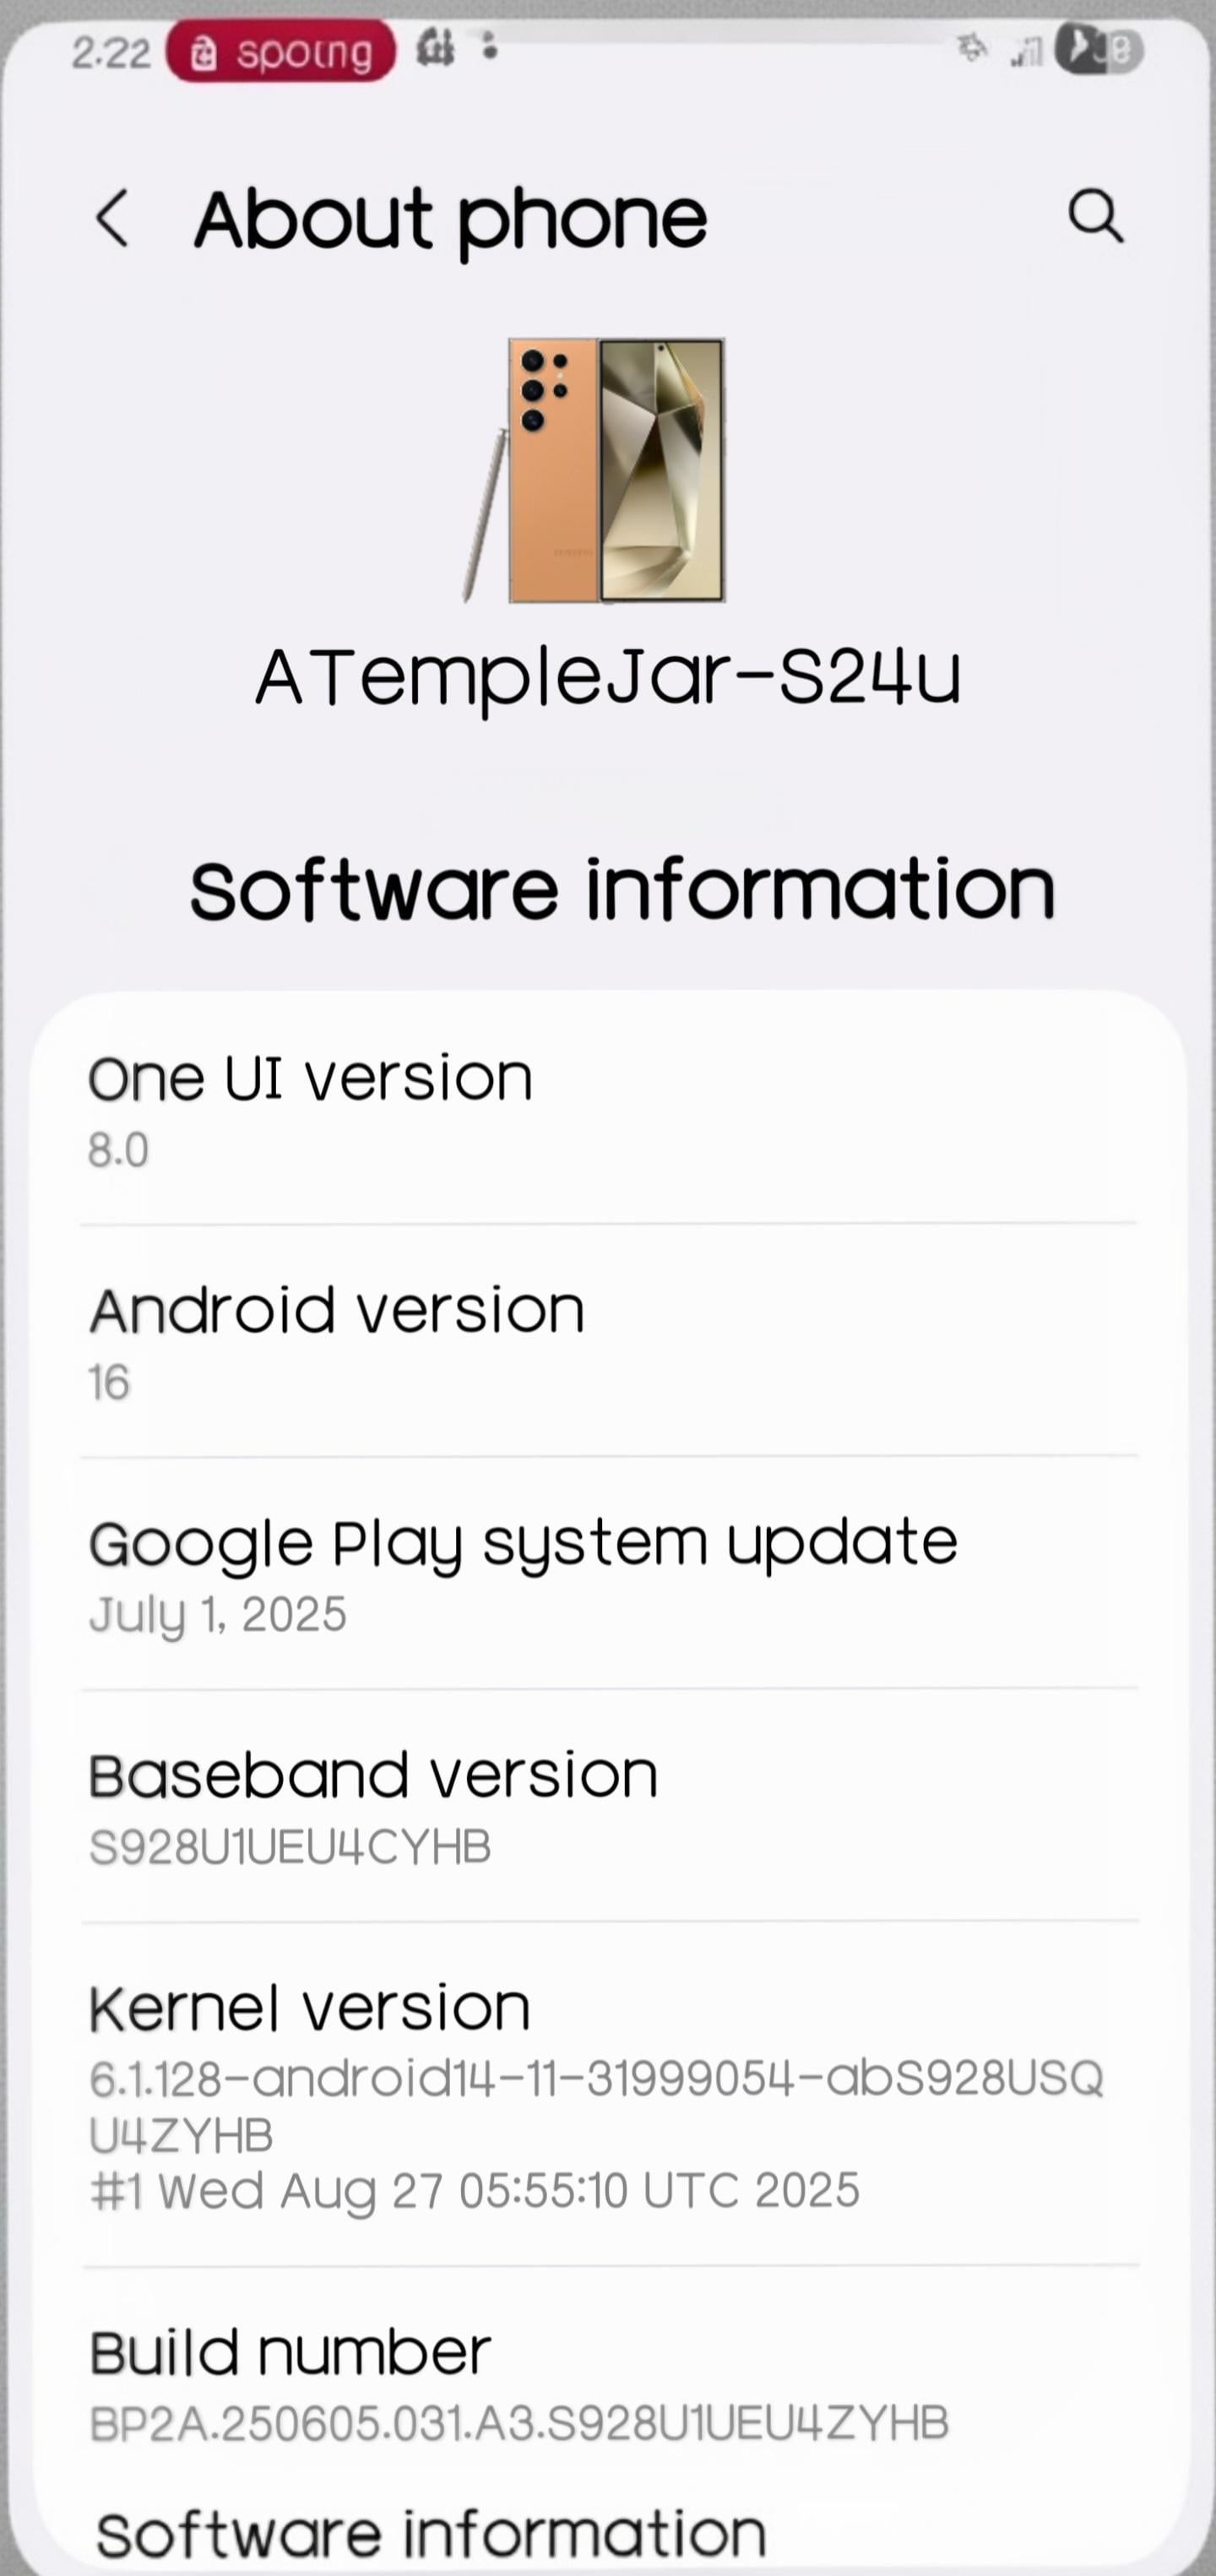 2:22
About phone
ATempleJar-S24u
Software information
One UI version
8.0
Android version
16
Google Play system update
July 1, 2025
Baseband version
S928U1UEU4CYHB
Kernel version
6.1.128-android14-11-31999054-abS928USQ
U4ZYHB
#1 Wed Aug 27 05:55:10 UTC 2025
Build number
BP2A.250605.031.A3.S928U1UEU4ZYHB
Software information